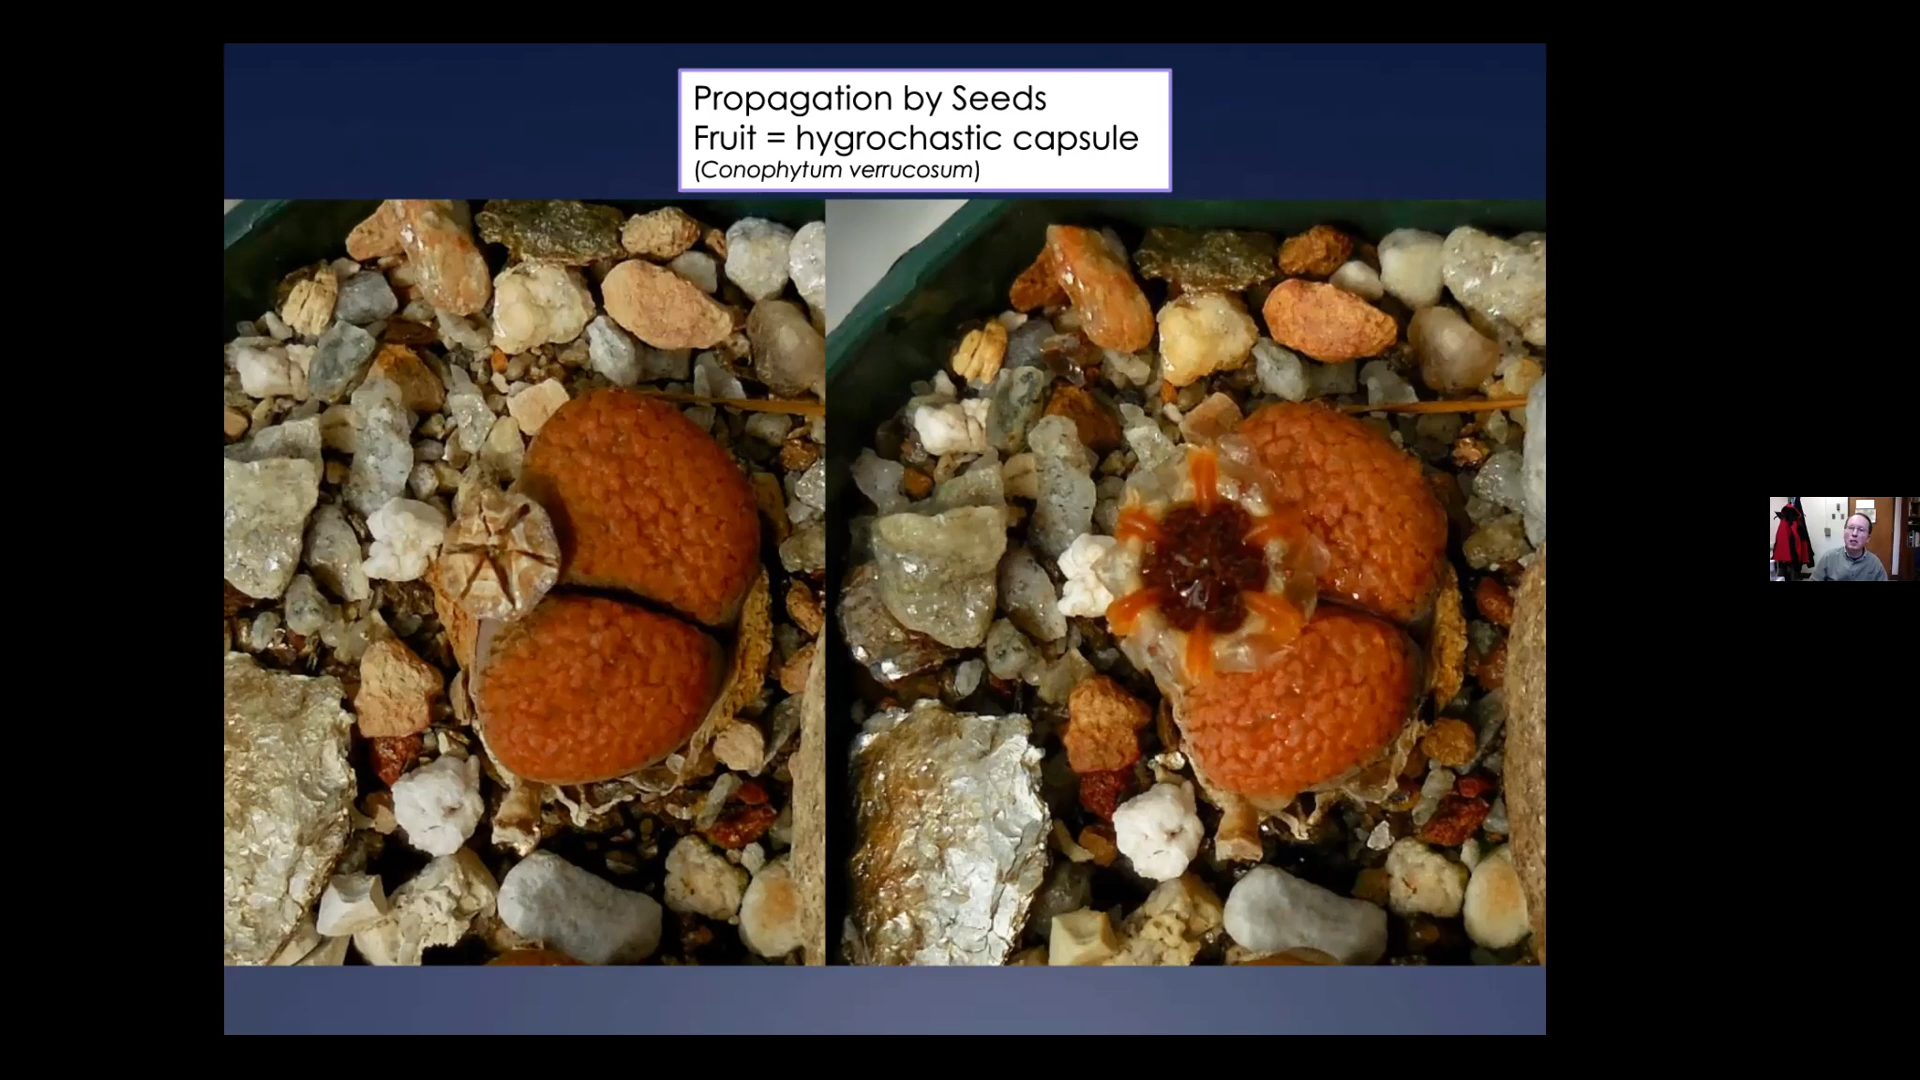 Propagation by Seeds
Fruit = hygrochastic capsule
(Conophytum verrucosum)